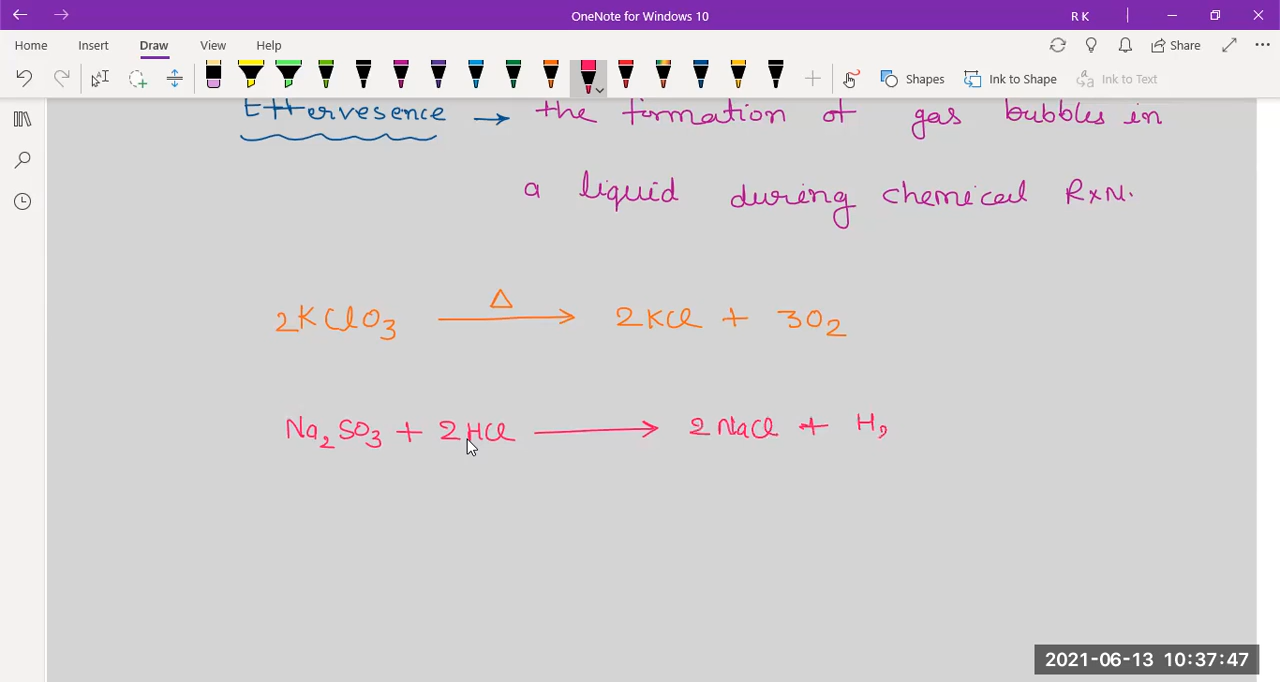 OneNote for Windows 10
R K
Home Insert Draw View Help
Share
Shapes Ink to Shape Ink to Text
Effervesence → the formation of gas bubbles in
a liquid during chemical RxN.
2KClO₃ —Δ→ 2KCl + 3O₂
Na₂SO₃ + 2HCl ⟶ 2NaCl + H,
2021-06-13 10:37:47